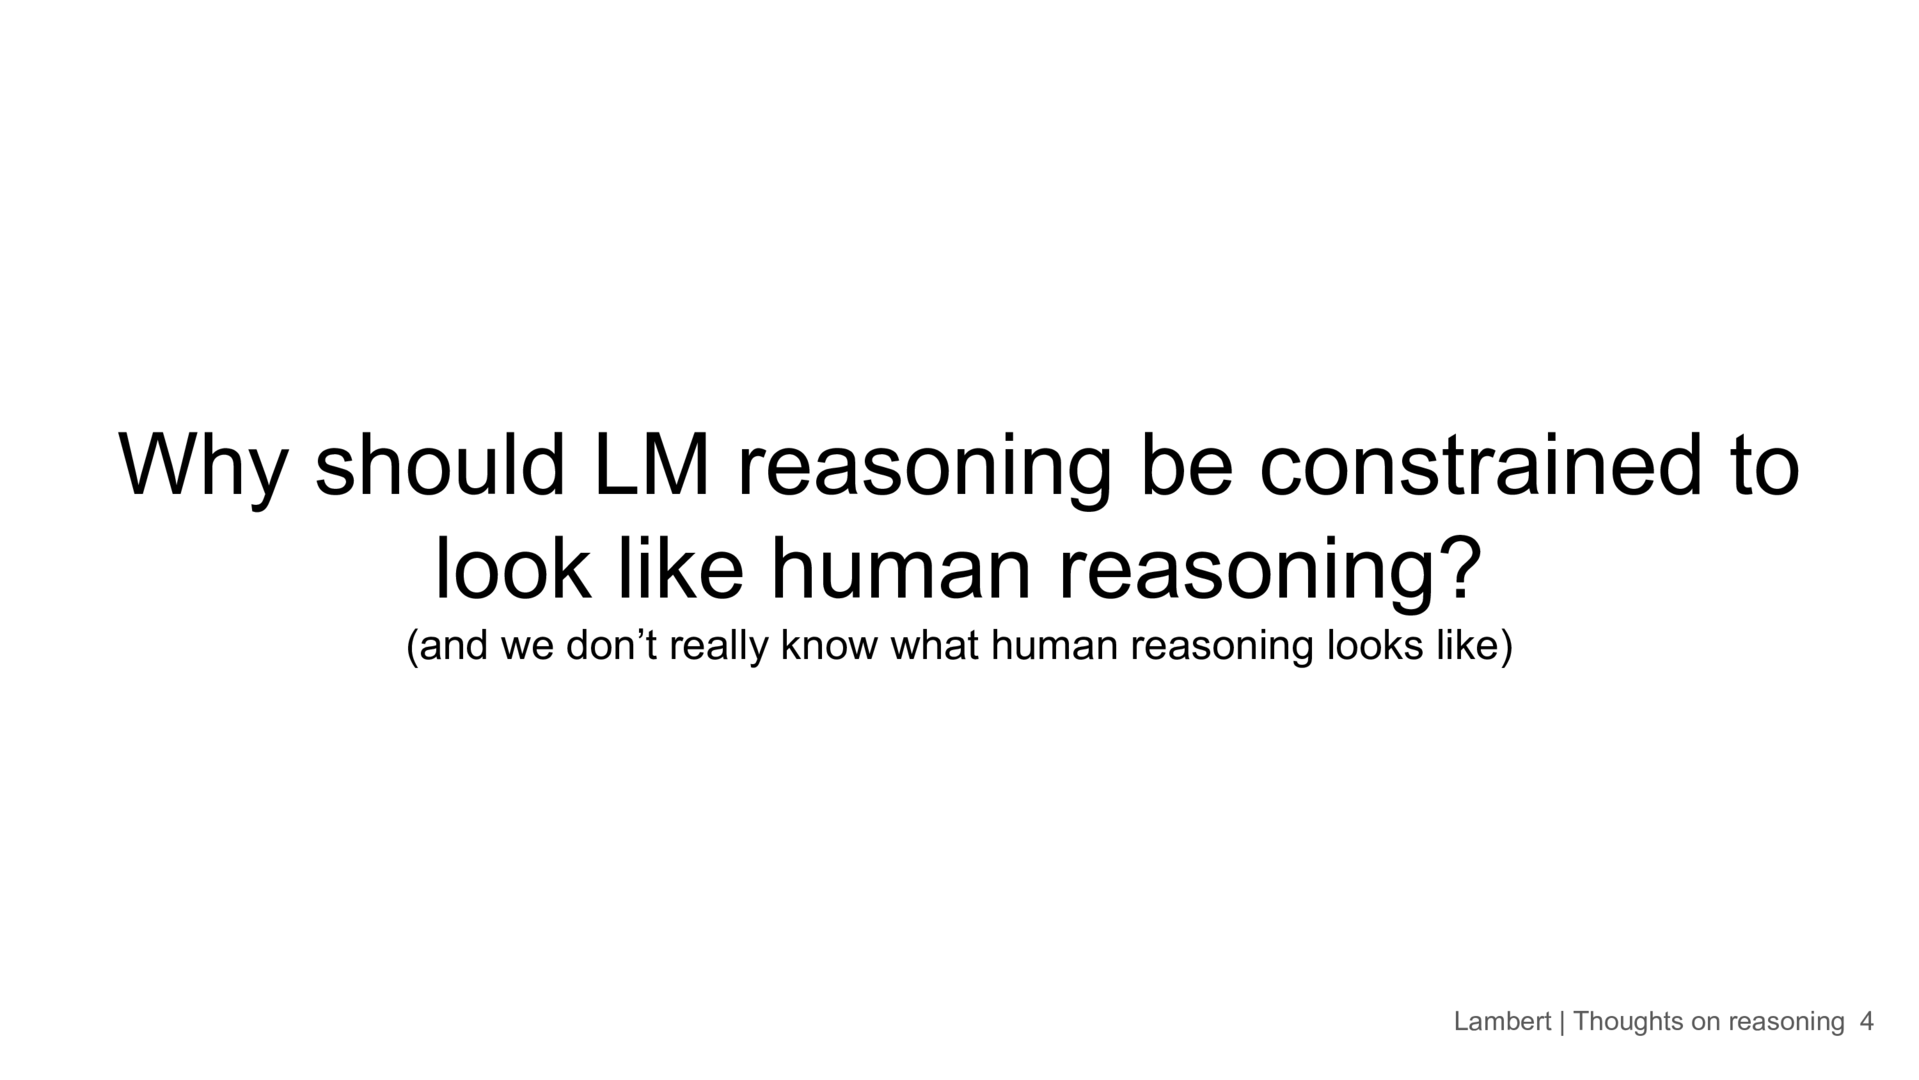 Why should LM reasoning be constrained to
look like human reasoning?
(and we don’t really know what human reasoning looks like)
Lambert | Thoughts on reasoning 4